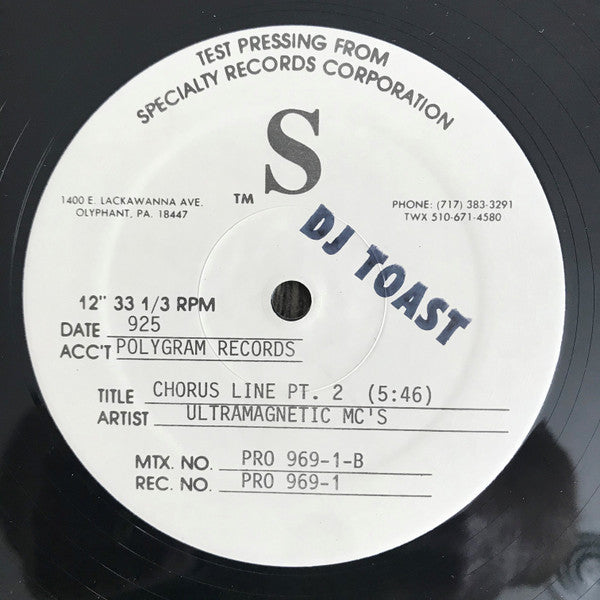 TEST PRESSING FROM
SPECIALTY RECORDS CORPORATION
S
TM
1400 E. LACKAWANNA AVE.
OLYPHANT, PA. 18447
PHONE: (717) 383-3291
TWX 510-671-4580
DJ TOAST
12" 33 1/3 RPM
DATE 925
ACC'T POLYGRAM RECORDS
TITLE CHORUS LINE PT. 2 (5:46)
ARTIST ULTRAMAGNETIC MC'S
MTX. NO. PRO 969-1-B
REC. NO. PRO 969-1